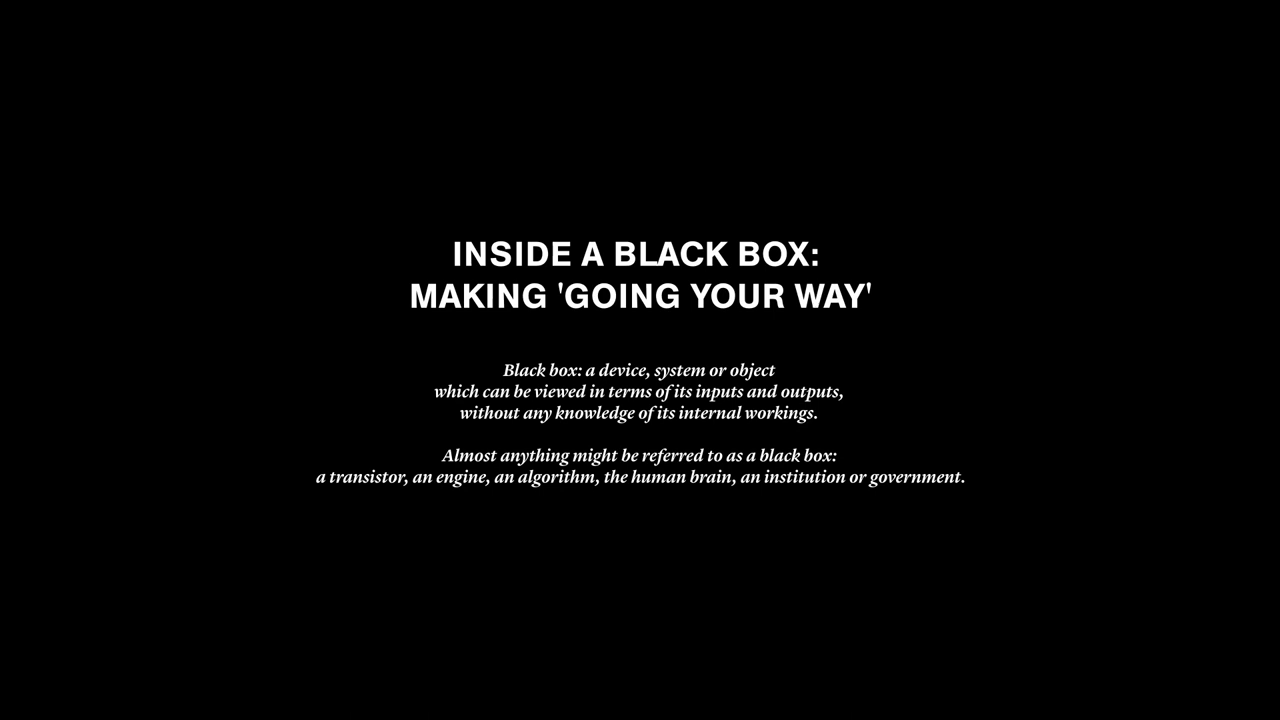 INSIDE A BLACK BOX:
MAKING 'GOING YOUR WAY'
Black box: a device, system or object
which can be viewed in terms of its inputs and outputs,
without any knowledge of its internal workings.
Almost anything might be referred to as a black box:
a transistor, an engine, an algorithm, the human brain, an institution or government.